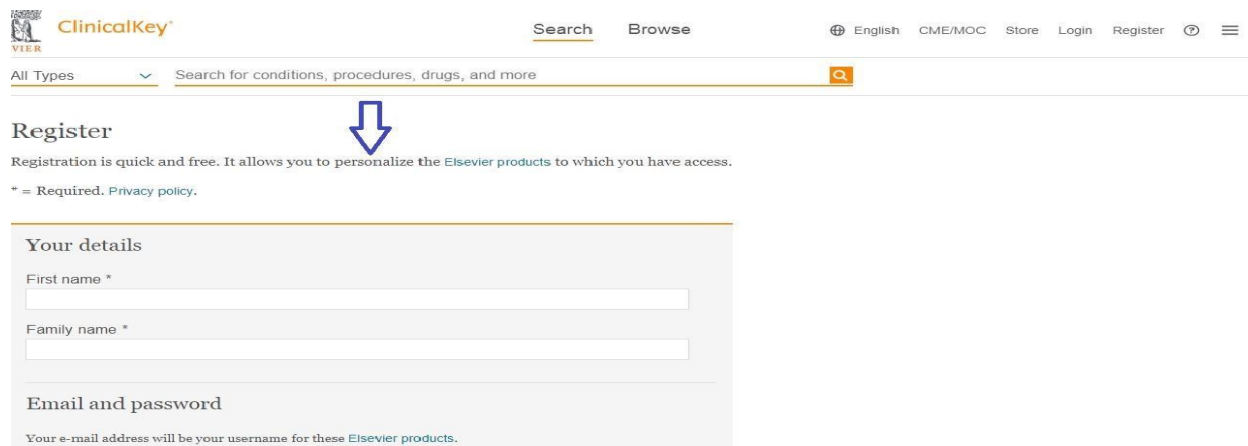 ClinicalKey®
Search Browse
English CME/MOC Store Login Register ?
VIER
All Types Search for conditions, procedures, drugs, and more
Register
Registration is quick and free. It allows you to personalize the Elsevier products to which you have access.
* = Required. Privacy policy.
Your details
First name *
Family name *
Email and password
Your e-mail address will be your username for these Elsevier products.